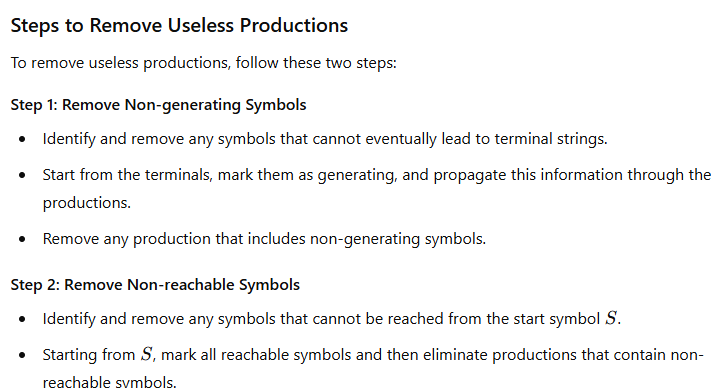 Steps to Remove Useless Productions
To remove useless productions, follow these two steps:
Step 1: Remove Non-generating Symbols
• Identify and remove any symbols that cannot eventually lead to terminal strings.
• Start from the terminals, mark them as generating, and propagate this information through the
productions.
• Remove any production that includes non-generating symbols.
Step 2: Remove Non-reachable Symbols
• Identify and remove any symbols that cannot be reached from the start symbol S.
• Starting from S, mark all reachable symbols and then eliminate productions that contain non-
reachable symbols.